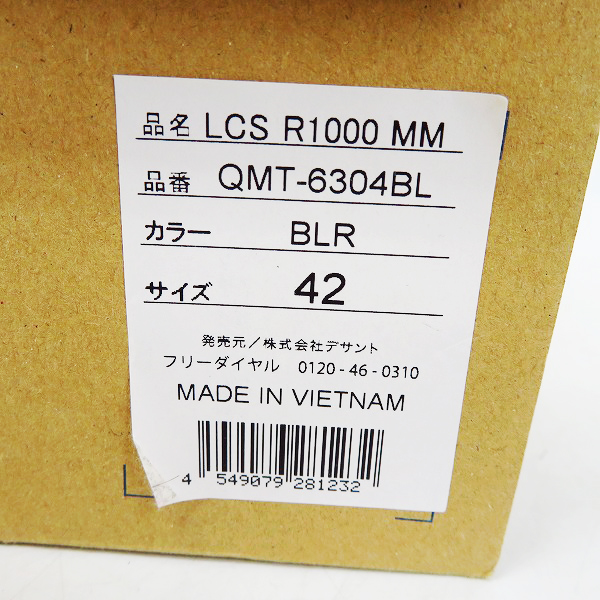 品名 LCS R1000 MM
品番 QMT-6304BL
カラー BLR
サイズ 42
発売元/株式会社デサント
フリーダイヤル 0120-46-0310
MADE IN VIETNAM
4 549079 281232